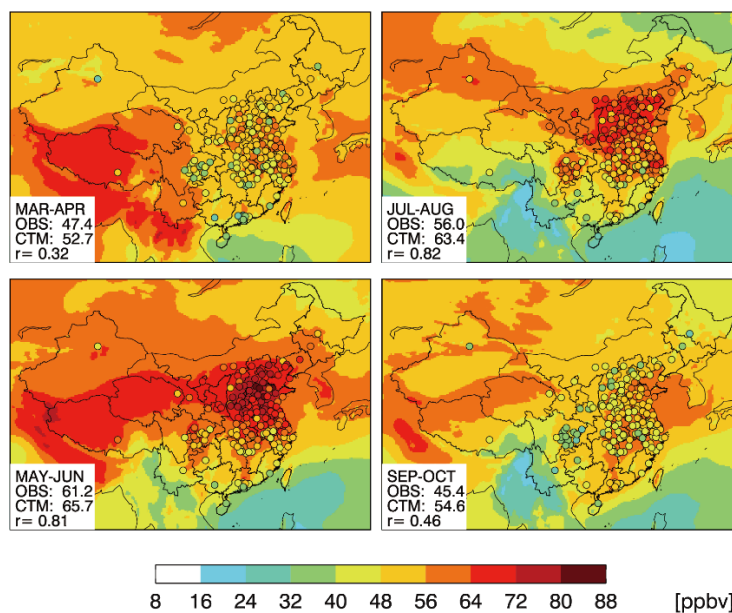 MAR-APR
OBS: 47.4
CTM: 52.7
r= 0.32
JUL-AUG
OBS: 56.0
CTM: 63.4
r= 0.82
MAY-JUN
OBS: 61.2
CTM: 65.7
r= 0.81
SEP-OCT
OBS: 45.4
CTM: 54.6
r= 0.46
8 16 24 32 40 48 56 64 72 80 88 [ppbv]